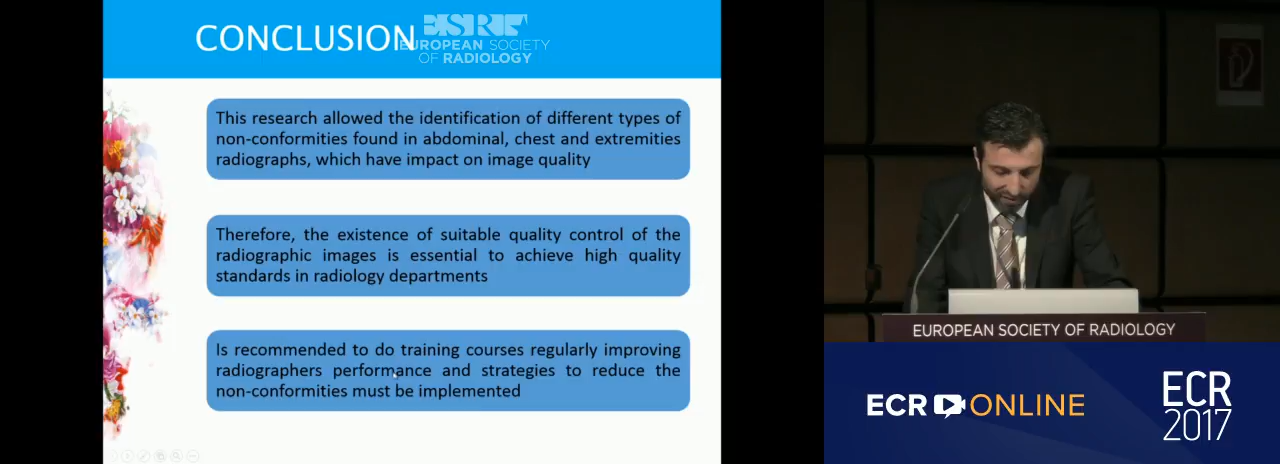 CONCLUSION
ESR
EUROPEAN SOCIETY
OF RADIOLOGY
This research allowed the identification of different types of
non-conformities found in abdominal, chest and extremities
radiographs, which have impact on image quality
Therefore, the existence of suitable quality control of the
radiographic images is essential to achieve high quality
standards in radiology departments
Is recommended to do training courses regularly improving
radiographers performance and strategies to reduce the
non-conformities must be implemented
EUROPEAN SOCIETY OF RADIOLOGY
ECR ONLINE
ECR
2017